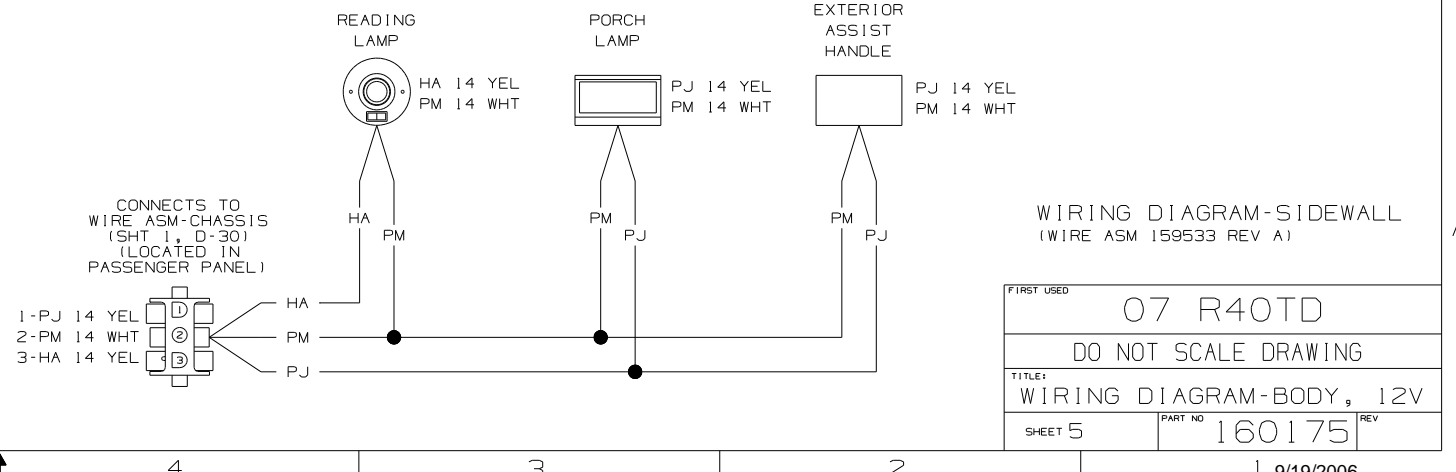 READING
LAMP
HA 14 YEL
PM 14 WHT
PORCH
LAMP
PJ 14 YEL
PM 14 WHT
EXTERIOR
ASSIST
HANDLE
PJ 14 YEL
PM 14 WHT
HA
PM
PM
PJ
PM
PJ
CONNECTS TO
WIRE ASM-CHASSIS
(SHT 1, D-30)
(LOCATED IN
PASSENGER PANEL)
1-PJ 14 YEL
2-PM 14 WHT
3-HA 14 YEL
1
2
3
HA
PM
PJ
WIRING DIAGRAM-SIDEWALL
(WIRE ASM 159533 REV A)
FIRST USED
07 R40TD
DO NOT SCALE DRAWING
TITLE:
WIRING DIAGRAM-BODY, 12V
SHEET 5
PART NO
160175
REV
4
3
2
1
9/19/2006